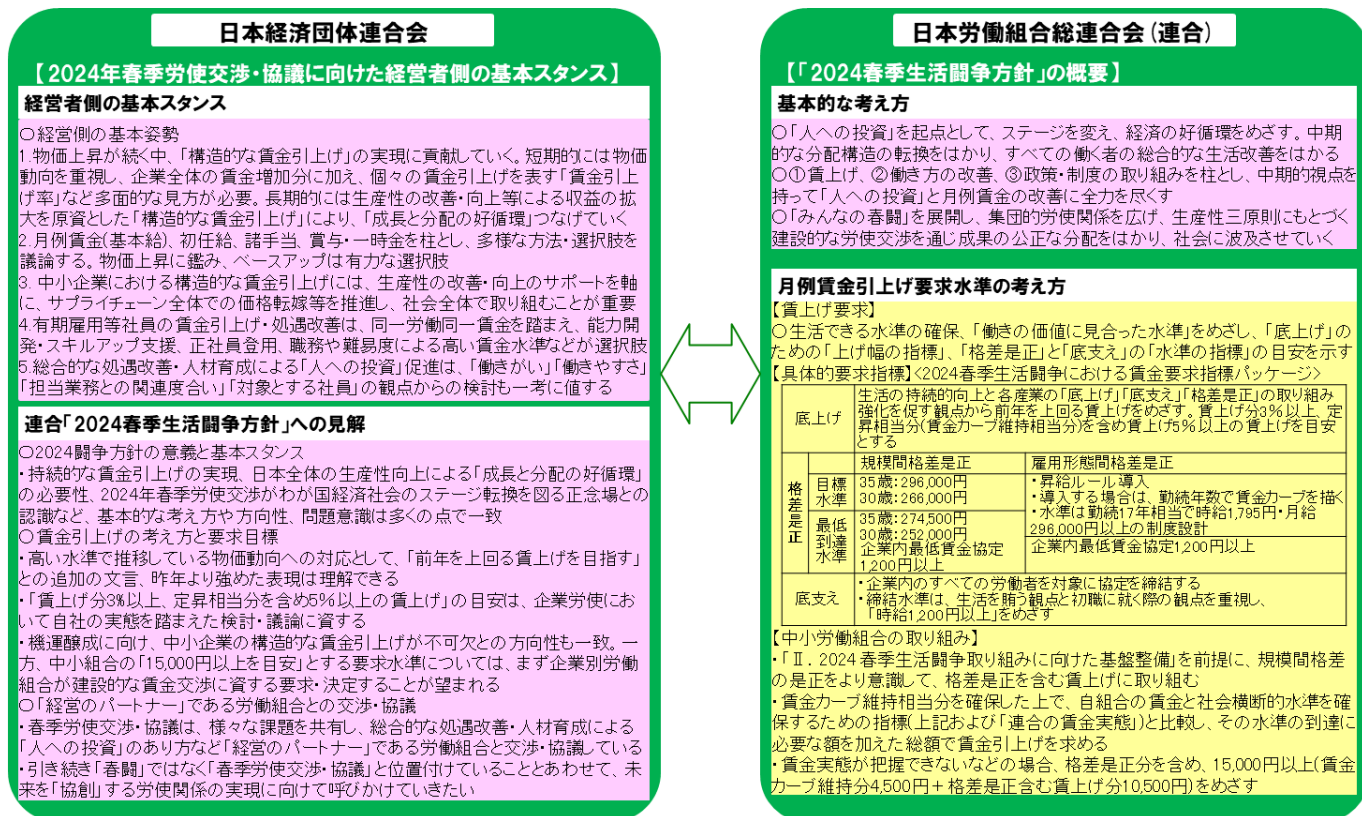 日本経済団体連合会
【2024年春季労使交渉・協議に向けた経営者側の基本スタンス】
経営者側の基本スタンス
○経営側の基本姿勢
1.物価上昇が続く中、「構造的な賃金引上げ」の実現に貢献していく。短期的には物価
動向を重視し、企業全体の賃金増加分に加え、個々の賃金引上げを表す「賃金引上
げ率」など多面的な見方が必要。長期的には生産性の改善・向上等による収益の拡
大を原資とした「構造的な賃金引上げ」により、「成長と分配の好循環」つなげていく
2.月例賃金(基本給)、初任給、諸手当、賞与・一時金を柱とし、多様な方法・選択肢を
議論する。物価上昇に鑑み、ベースアップは有力な選択肢
3. 中小企業における構造的な賃金引上げには、生産性の改善・向上のサポートを軸
に、サプライチェーン全体での価格転嫁等を推進し、社会全体で取り組むことが重要
4.有期雇用等社員の賃金引上げ・処遇改善は、同一労働同一賃金を踏まえ、能力開
発・スキルアップ支援、正社員登用、職務や難易度による高い賃金水準などが選択肢
5.総合的な処遇改善・人材育成による「人への投資」促進は、「働きがい」「働きやすさ」
「担当業務との関連度合い」「対象とする社員」の観点からの検討も一考に値する
連合「2024春季生活闘争方針」への見解
○2024闘争方針の意義と基本スタンス
・持続的な賃金引上げの実現、日本全体の生産性向上による「成長と分配の好循環」
の必要性、2024年春季労使交渉がわが国経済社会のステージ転換を図る正念場との
認識など、基本的な考え方や方向性、問題意識は多くの点で一致
○賃金引上げの考え方と要求目標
・高い水準で推移している物価動向への対応として、「前年を上回る賃上げを目指す」
との追加の文言、昨年より強めた表現は理解できる
・「賃上げ分3%以上、定昇相当分を含め5%以上の賃上げ」の目安は、企業労使にお
いて自社の実態を踏まえた検討・議論に資する
・機運醸成に向け、中小企業の構造的な賃金引上げが不可欠との方向性も一致。一
方、中小組合の「15,000円以上を目安」とする要求水準については、まず企業別労働
組合が建設的な賃金交渉に資する要求・決定することが望まれる
○「経営のパートナー」である労働組合との交渉・協議
・春季労使交渉・協議は、様々な課題を共有し、総合的な処遇改善・人材育成による
「人への投資」のあり方など「経営のパートナー」である労働組合と交渉・協議している
・引き続き「春闘」ではなく「春季労使交渉・協議」と位置付けていることとあわせて、未
来を「協創」する労使関係の実現に向けて呼びかけていきたい
日本労働組合総連合会(連合)
【「2024春季生活闘争方針」の概要】
基本的な考え方
○「人への投資」を起点として、ステージを変え、経済の好循環をめざす。中期
的な分配構造の転換をはかり、すべての働く者の総合的な生活改善をはかる
○①賃上げ、②働き方の改善、③政策・制度の取り組みを柱とし、中期的視点を
持って「人への投資」と月例賃金の改善に全力を尽くす
○「みんなの春闘」を展開し、集団的労使関係を広げ、生産性三原則にもとづく
建設的な労使交渉を通じ成果の公正な分配をはかり、社会に波及させていく
月例賃金引上げ要求水準の考え方
【賃上げ要求】
○生活できる水準の確保、「働きの価値に見合った水準」をめざし、「底上げ」の
ための「上げ幅の指標」、「格差是正」と「底支え」の「水準の指標」の目安を示す
【具体的要求指標】<2024春季生活闘争における賃金要求指標パッケージ>
底上げ
生活の持続的向上と各産業の「底上げ」「底支え」「格差是正」の取り組み
強化を促す観点から前年を上回る賃上げをめざす。賃上げ分3%以上、定
昇相当分(賃金カーブ維持相当分)を含め賃上げ5%以上の賃上げを目安
とする
格差是正
規模間格差是正
雇用形態間格差是正
目標
水準
35歳:296,000円
30歳:266,000円
・昇給ルール導入
・導入する場合は、勤続年数で賃金カーブを描く
・水準は勤続17年相当で時給1,795円・月給
296,000円以上の制度設計
最低
到達
水準
35歳:274,500円
30歳:252,000円
企業内最低賃金協定
1,200円以上
企業内最低賃金協定1,200円以上
底支え
・企業内のすべての労働者を対象に協定を締結する
・締結水準は、生活を賄う観点と初職に就く際の観点を重視し、
「時給1,200円以上」をめざす
【中小労働組合の取り組み】
・「Ⅱ．2024春季生活闘争取り組みに向けた基盤整備」を前提に、規模間格差
の是正をより意識して、格差是正を含む賃上げに取り組む
・賃金カーブ維持相当分を確保した上で、自組合の賃金と社会横断的水準を確
保するための指標(上記および「連合の賃金実態」)と比較し、その水準の到達に
必要な額を加えた総額で賃金引上げを求める
・賃金実態が把握できないなどの場合、格差是正分を含め、15,000円以上(賃金
カーブ維持分4,500円＋格差是正含む賃上げ分10,500円)をめざす